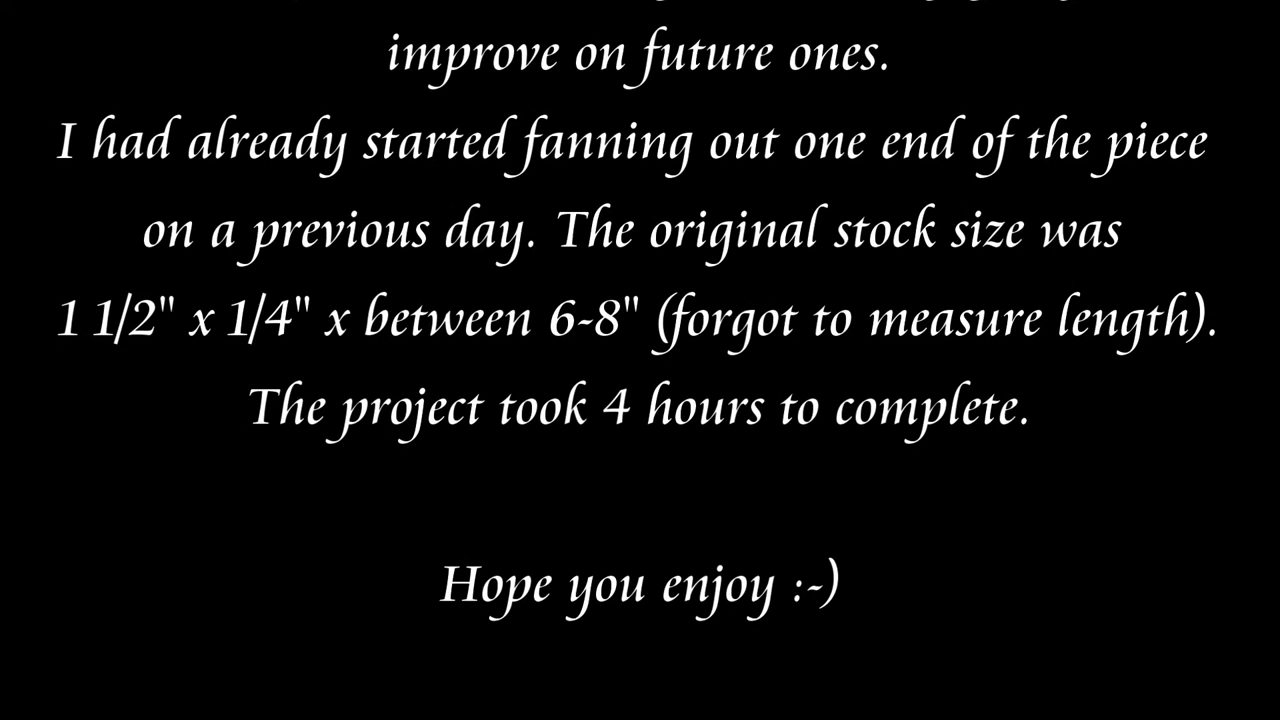 improve on future ones.
I had already started fanning out one end of the piece
on a previous day. The original stock size was
1 1/2" x 1/4" x between 6-8" (forgot to measure length).
The project took 4 hours to complete.
Hope you enjoy :-)